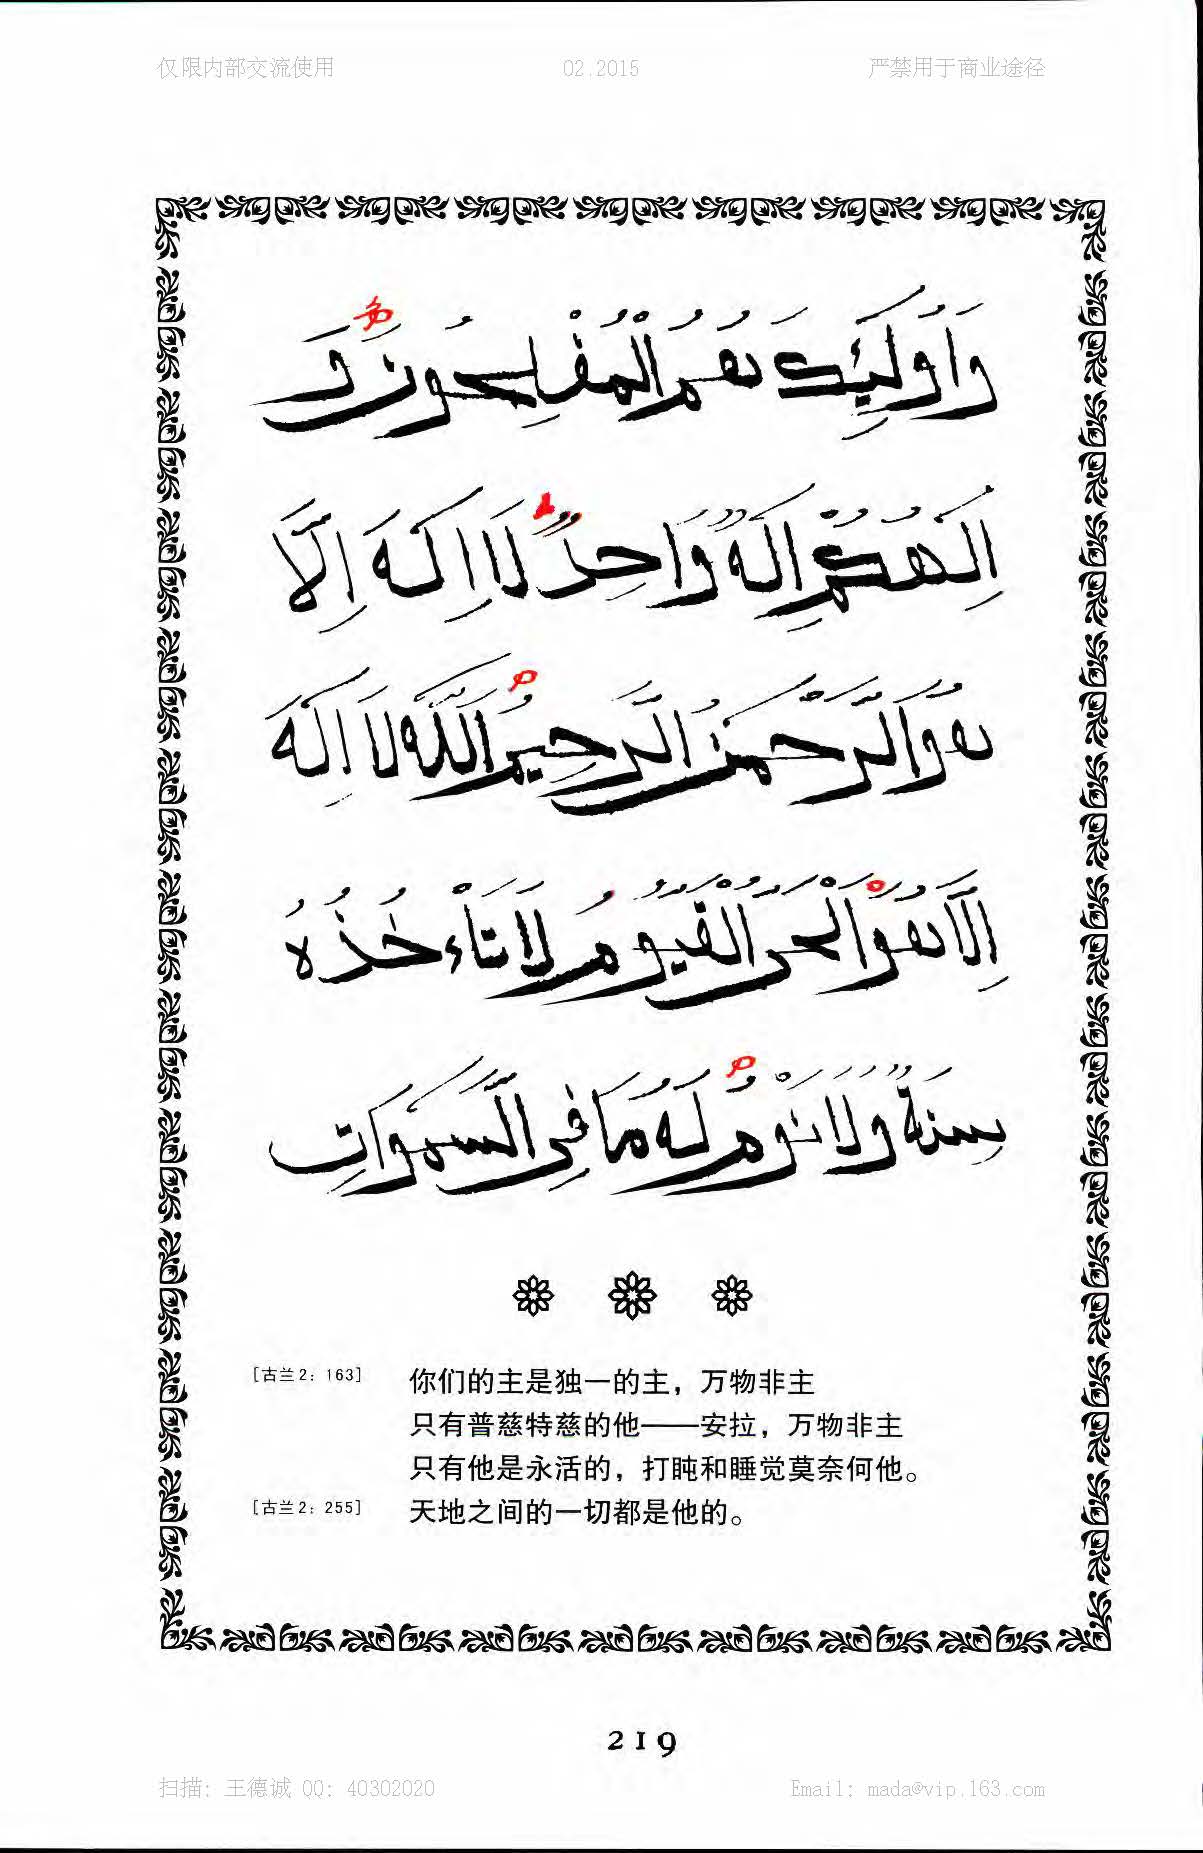 仅限内部交流使用 02.2015 严禁用于商业途径
وَأُولَٰئِكَ هُمُ الْمُفْلِحُونَ وَ
إِلَٰهُكُمْ إِلَٰهٌ وَاحِدٌ لَا إِلَٰهَ إِلَّا
هُوَ الرَّحْمَٰنُ الرَّحِيمُ اللَّهُ لَا إِلَٰهَ
إِلَّا هُوَ الْحَيُّ الْقَيُّومُ لَا تَأْخُذُهُ
سِنَةٌ وَلَا نَوْمٌ لَهُ مَا فِي السَّمَوَاتِ
[古兰2：163] 你们的主是独一的主，万物非主
只有普慈特慈的他——安拉，万物非主
只有他是永活的，打盹和睡觉莫奈何他。
[古兰2：255] 天地之间的一切都是他的。
219
扫描：王德诚 QQ：40302020 Email：mada@vip.163.com